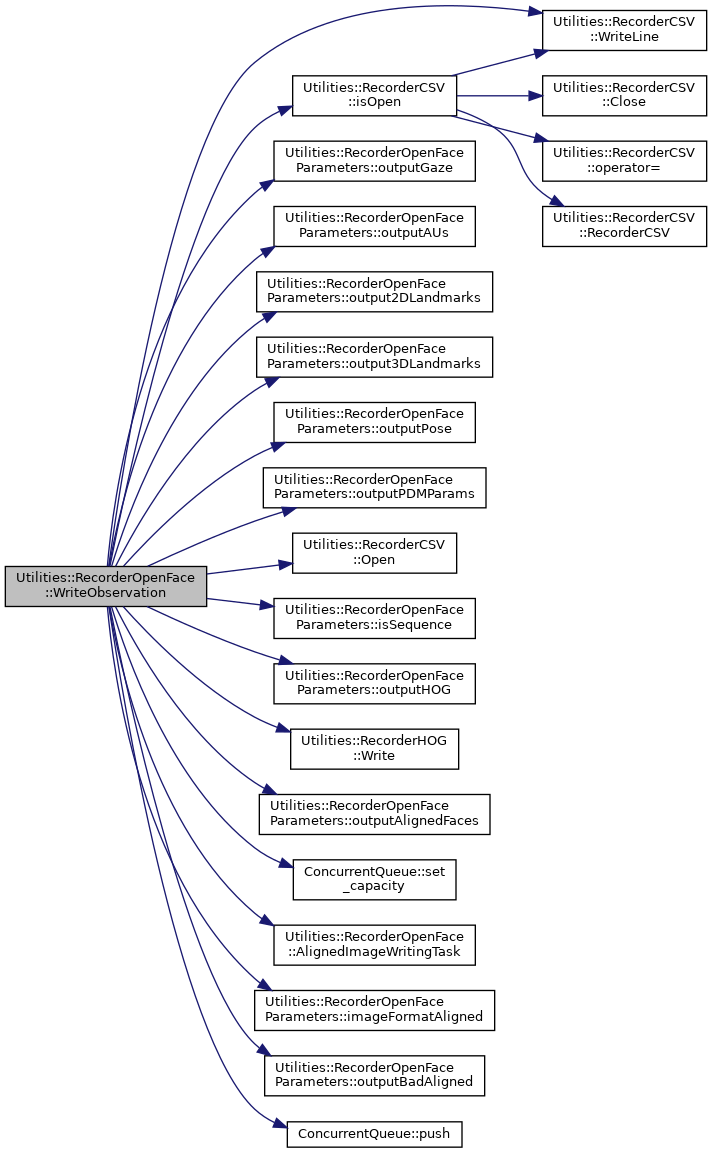 Utilities::RecorderOpenFace
::WriteObservation
Utilities::RecorderCSV
::WriteLine
Utilities::RecorderCSV
::isOpen
Utilities::RecorderCSV
::Close
Utilities::RecorderCSV
::operator=
Utilities::RecorderCSV
::RecorderCSV
Utilities::RecorderOpenFace
Parameters::outputGaze
Utilities::RecorderOpenFace
Parameters::outputAUs
Utilities::RecorderOpenFace
Parameters::output2DLandmarks
Utilities::RecorderOpenFace
Parameters::output3DLandmarks
Utilities::RecorderOpenFace
Parameters::outputPose
Utilities::RecorderOpenFace
Parameters::outputPDMParams
Utilities::RecorderCSV
::Open
Utilities::RecorderOpenFace
Parameters::isSequence
Utilities::RecorderOpenFace
Parameters::outputHOG
Utilities::RecorderHOG
::Write
Utilities::RecorderOpenFace
Parameters::outputAlignedFaces
ConcurrentQueue::set
_capacity
Utilities::RecorderOpenFace
::AlignedImageWritingTask
Utilities::RecorderOpenFace
Parameters::imageFormatAligned
Utilities::RecorderOpenFace
Parameters::outputBadAligned
ConcurrentQueue::push